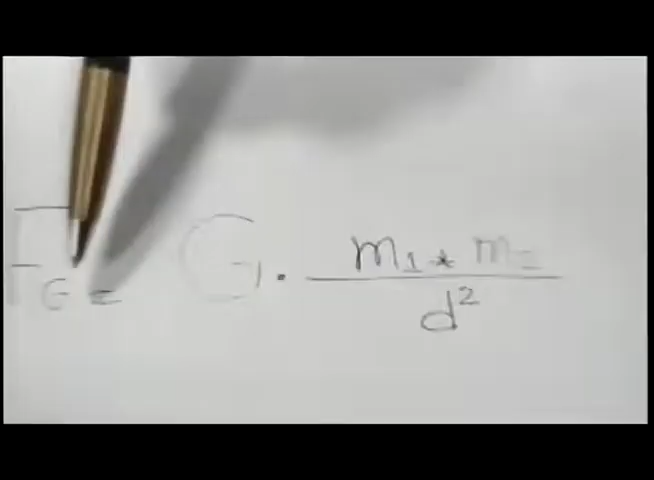 F_G = G · (m₁ * m₂) / d²